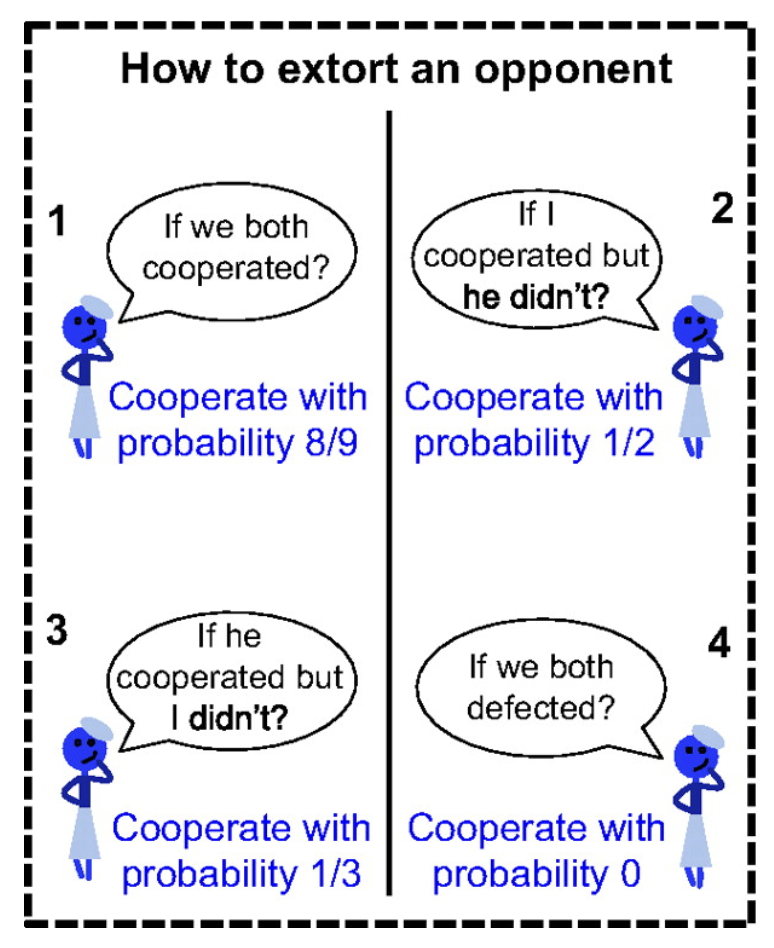 How to extort an opponent
1
If we both
cooperated?
Cooperate with
probability 8/9
2
If I
cooperated but
he didn't?
Cooperate with
probability 1/2
3
If he
cooperated but
I didn't?
Cooperate with
probability 1/3
4
If we both
defected?
Cooperate with
probability 0